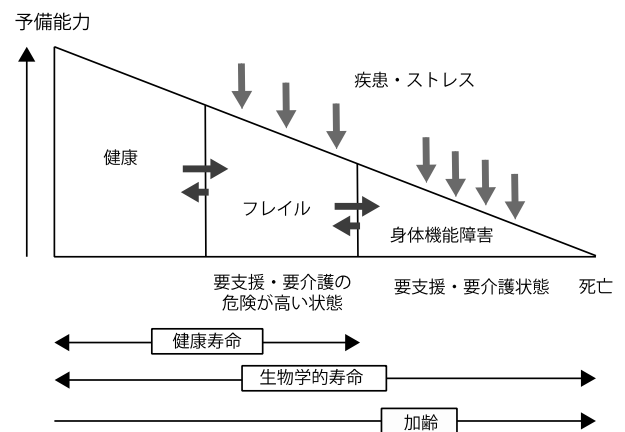 予備能力
疾患・ストレス
健康
フレイル
身体機能障害
要支援・要介護の
危険が高い状態
要支援・要介護状態
死亡
健康寿命
生物学的寿命
加齢